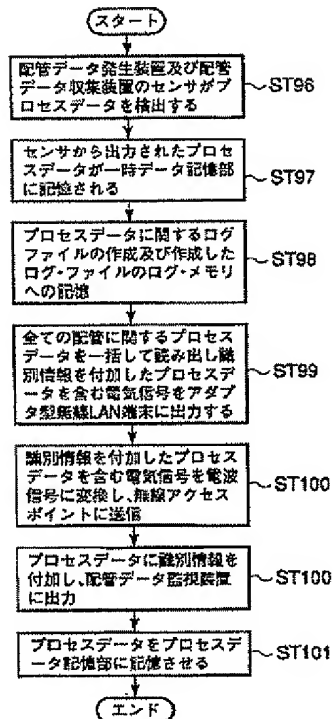 スタート
配管データ発生装置及び配管
データ収集装置のセンサがプ
ロセスデータを検出する
ST96
センサから出力されたプロセス
データが一時データ記憶部
に記憶される
ST97
プロセスデータに関するログ
ファイルの作成及び作成した
ログ・ファイルのログ・メモリ
への記憶
ST98
全ての配管に関するプロセス
データを一括して読み出し識
別情報を付加したプロセスデー
タを含む電気信号をアダプ
タ型無線LAN端末に出力する
ST99
識別情報を付加したプロセス
データを含む電気信号を電波
信号に変換し、無線アクセス
ポイントに送信
ST100
プロセスデータに識別情報を
付加し、配管データ監視装置
に出力
ST100
プロセスデータをプロセスデ
ータ記憶部に記憶させる
ST101
エンド